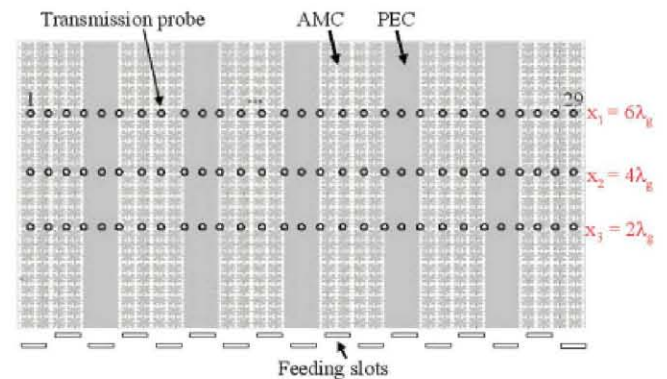 Transmission probe AMC PEC
1 ... 29
x₁ = 6λg
x₂ = 4λg
x₃ = 2λg
Feeding slots